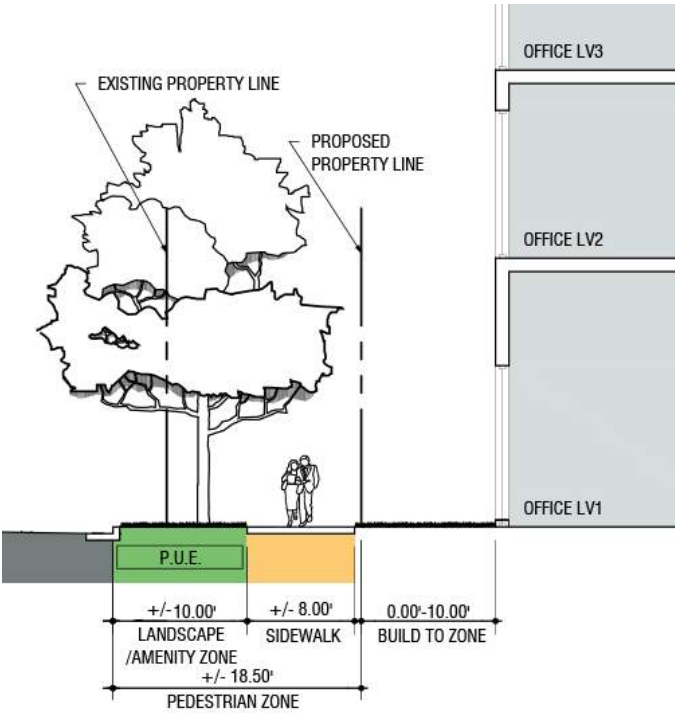 OFFICE LV3
EXISTING PROPERTY LINE
PROPOSED
PROPERTY LINE
OFFICE LV2
OFFICE LV1
P.U.E.
+/-10.00'
+/- 8.00'
0.00'-10.00'
LANDSCAPE
/AMENITY ZONE
SIDEWALK
BUILD TO ZONE
+/- 18.50'
PEDESTRIAN ZONE